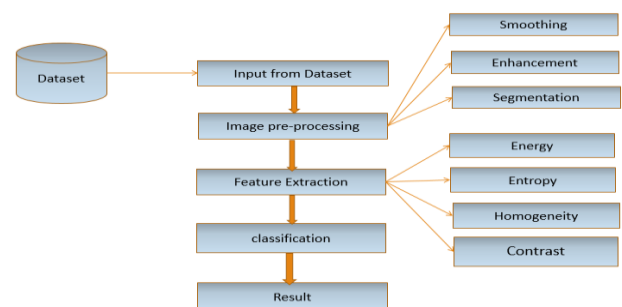 Smoothing
Dataset
Input from Dataset
Enhancement
Segmentation
Image pre-processing
Energy
Feature Extraction
Entropy
Homogeneity
classification
Contrast
Result